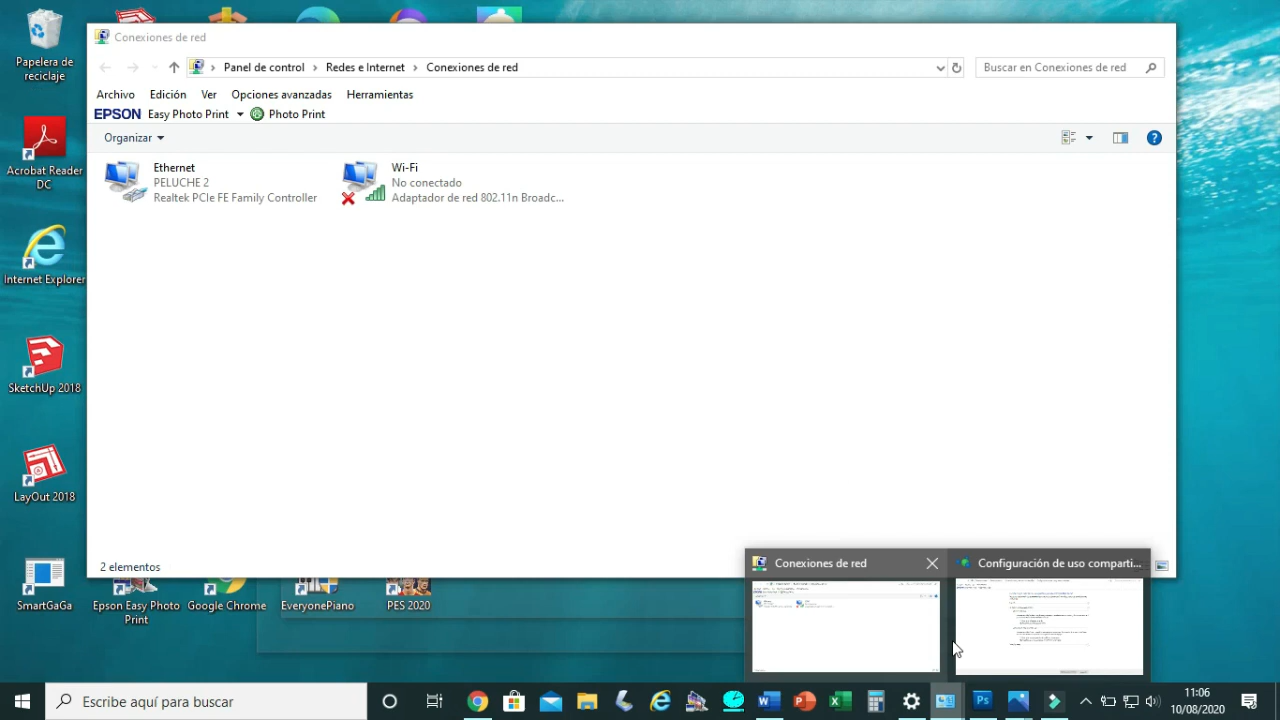 Conexiones de red
Panel de control > Redes e Internet > Conexiones de red
Buscar en Conexiones de red
Archivo Edición Ver Opciones avanzadas Herramientas
EPSON Easy Photo Print Photo Print
Organizar
Ethernet
PELUCHE 2
Realtek PCIe FE Family Controller
Wi-Fi
No conectado
Adaptador de red 802.11n Broadc...
2 elementos
Papelera de
reciclaje
Acrobat Reader
DC
Internet Explorer
SketchUp 2018
LayOut 2018
SmartGaGa
Epson Easy Photo
Print
Google Chrome
EveryonePiano
PES 2020
Conexiones de red
Configuración de uso comparti...
Escribe aquí para buscar
11:06
10/08/2020